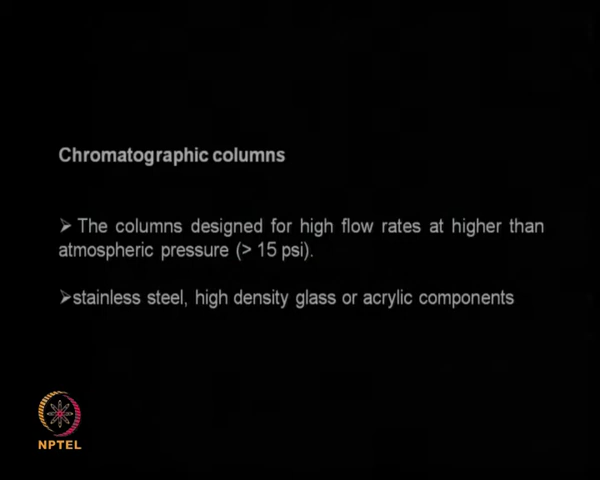 Chromatographic columns
➤ The columns designed for high flow rates at higher than
atmospheric pressure (> 15 psi).
➤stainless steel, high density glass or acrylic components
NPTEL